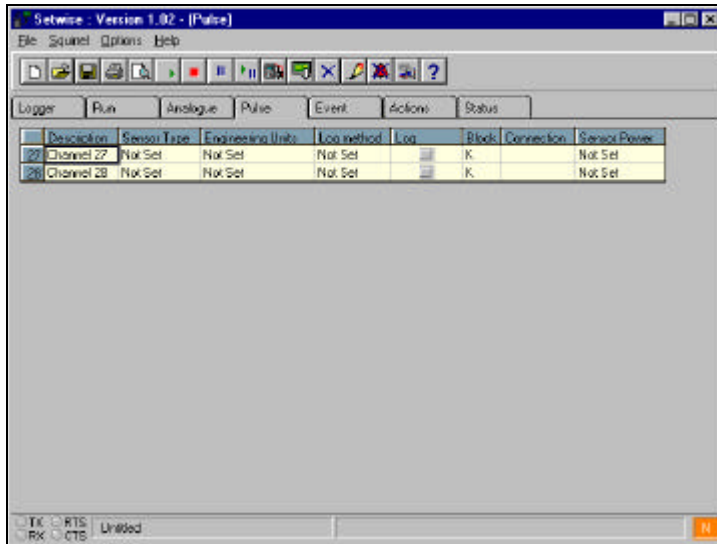 Setwise : Version 1.02 - [Pulse]
File Squirrel Options Help
Logger Run Analogue Pulse Event Actions Status
Description Sensor Type Engineering Units Log method Log Block Connection Sensor Power
27 Channel 27 Not Set Not Set Not Set K Not Set
28 Channel 28 Not Set Not Set Not Set K Not Set
TX RTS Untitled N
RX CTS